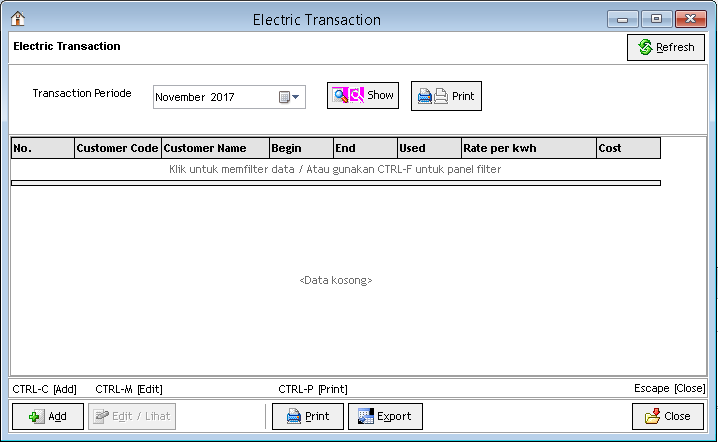 Electric Transaction
Electric Transaction
Refresh
Transaction Periode November 2017 Show Print
No. Customer Code Customer Name Begin End Used Rate per kwh Cost
Klik untuk memfilter data / Atau gunakan CTRL-F untuk panel filter
<Data kosong>
CTRL-C [Add] CTRL-M [Edit] CTRL-P [Print] Escape [Close]
Add Edit / Lihat Print Export Close